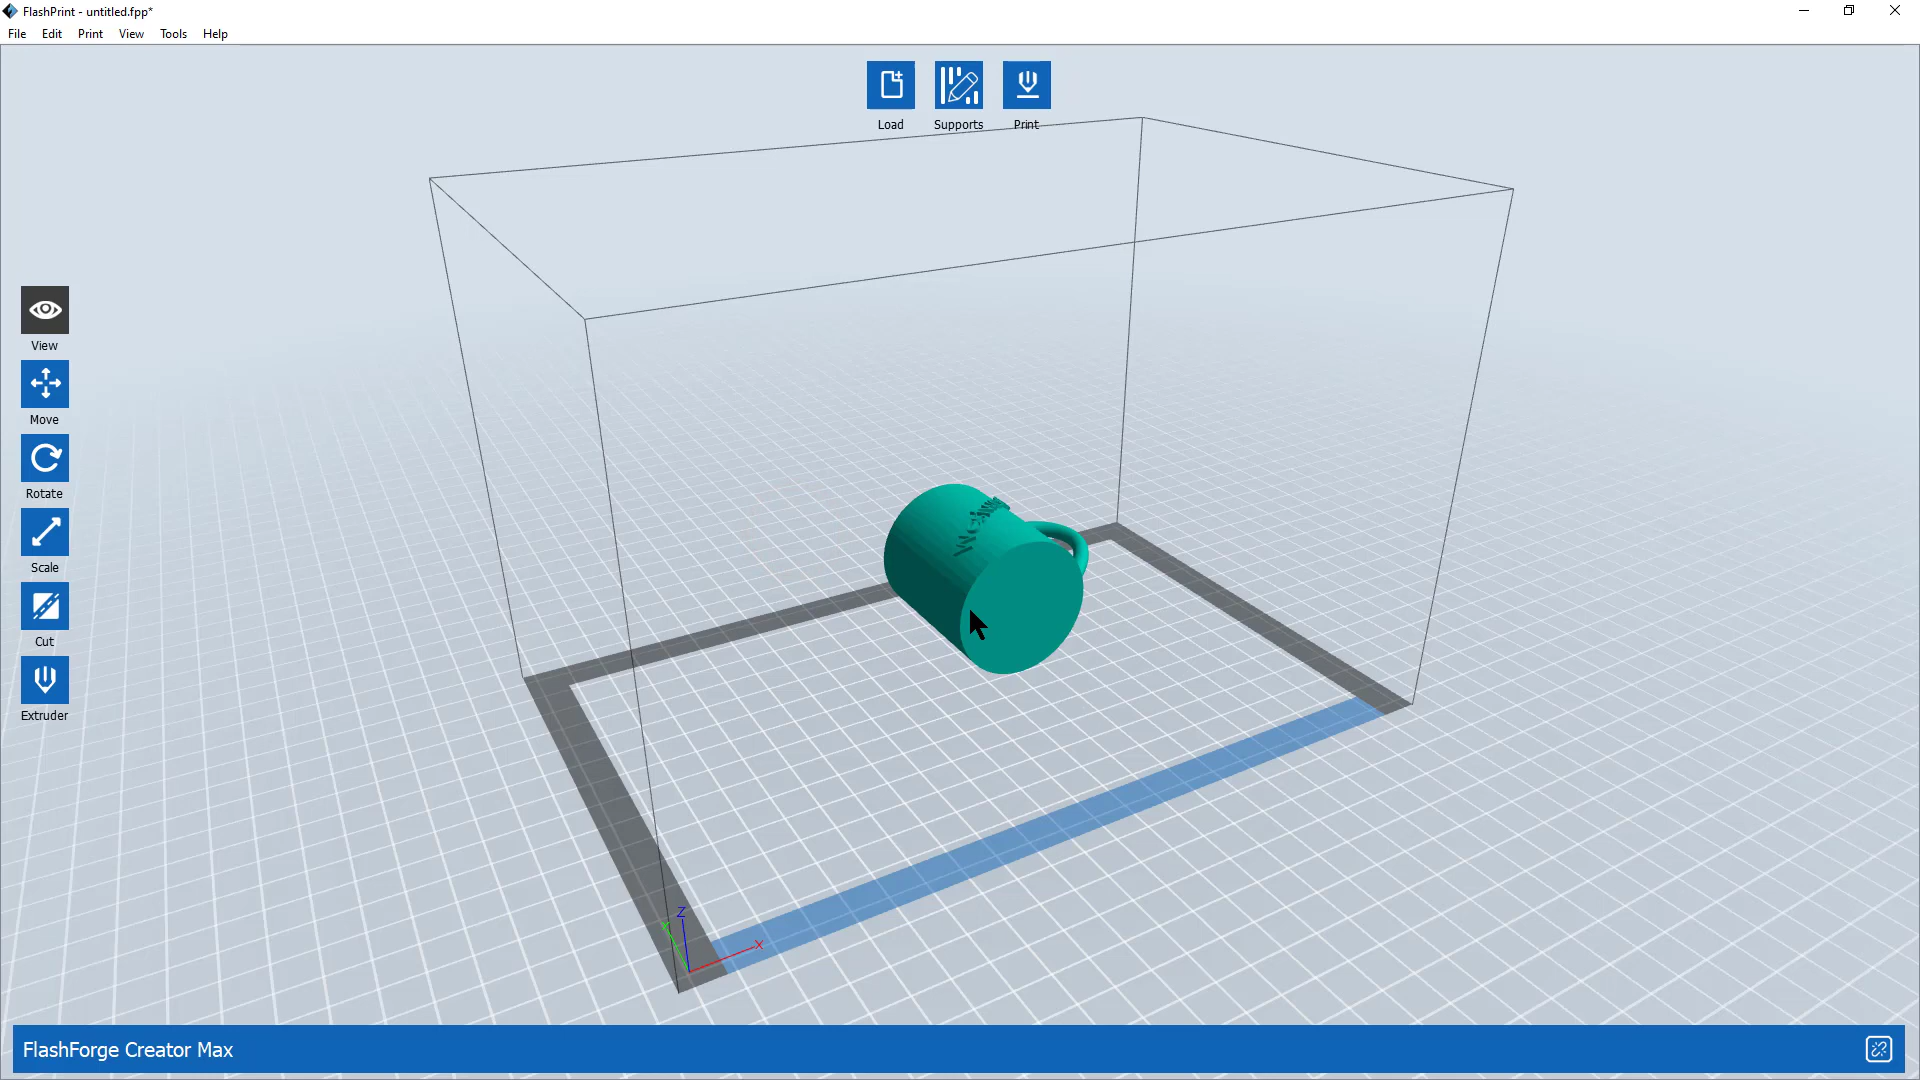 FlashPrint - untitled.fpp*
File Edit Print View Tools Help
Load Supports Print
View
Move
Rotate
Scale
Cut
Extruder
Z
Y
X
FlashForge Creator Max